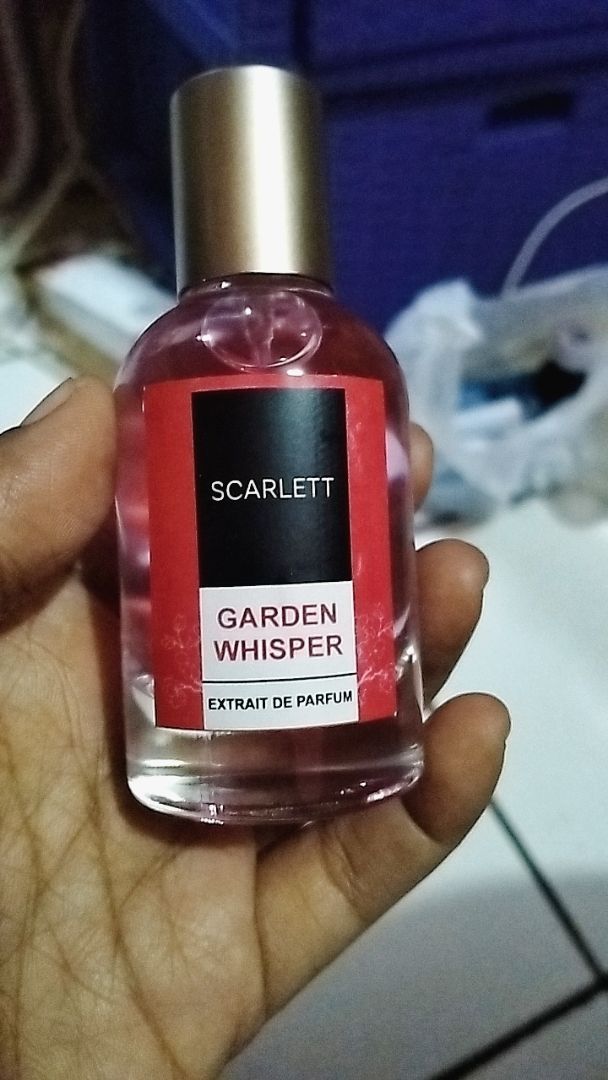 SCARLETT
GARDEN
WHISPER
EXTRAIT DE PARFUM